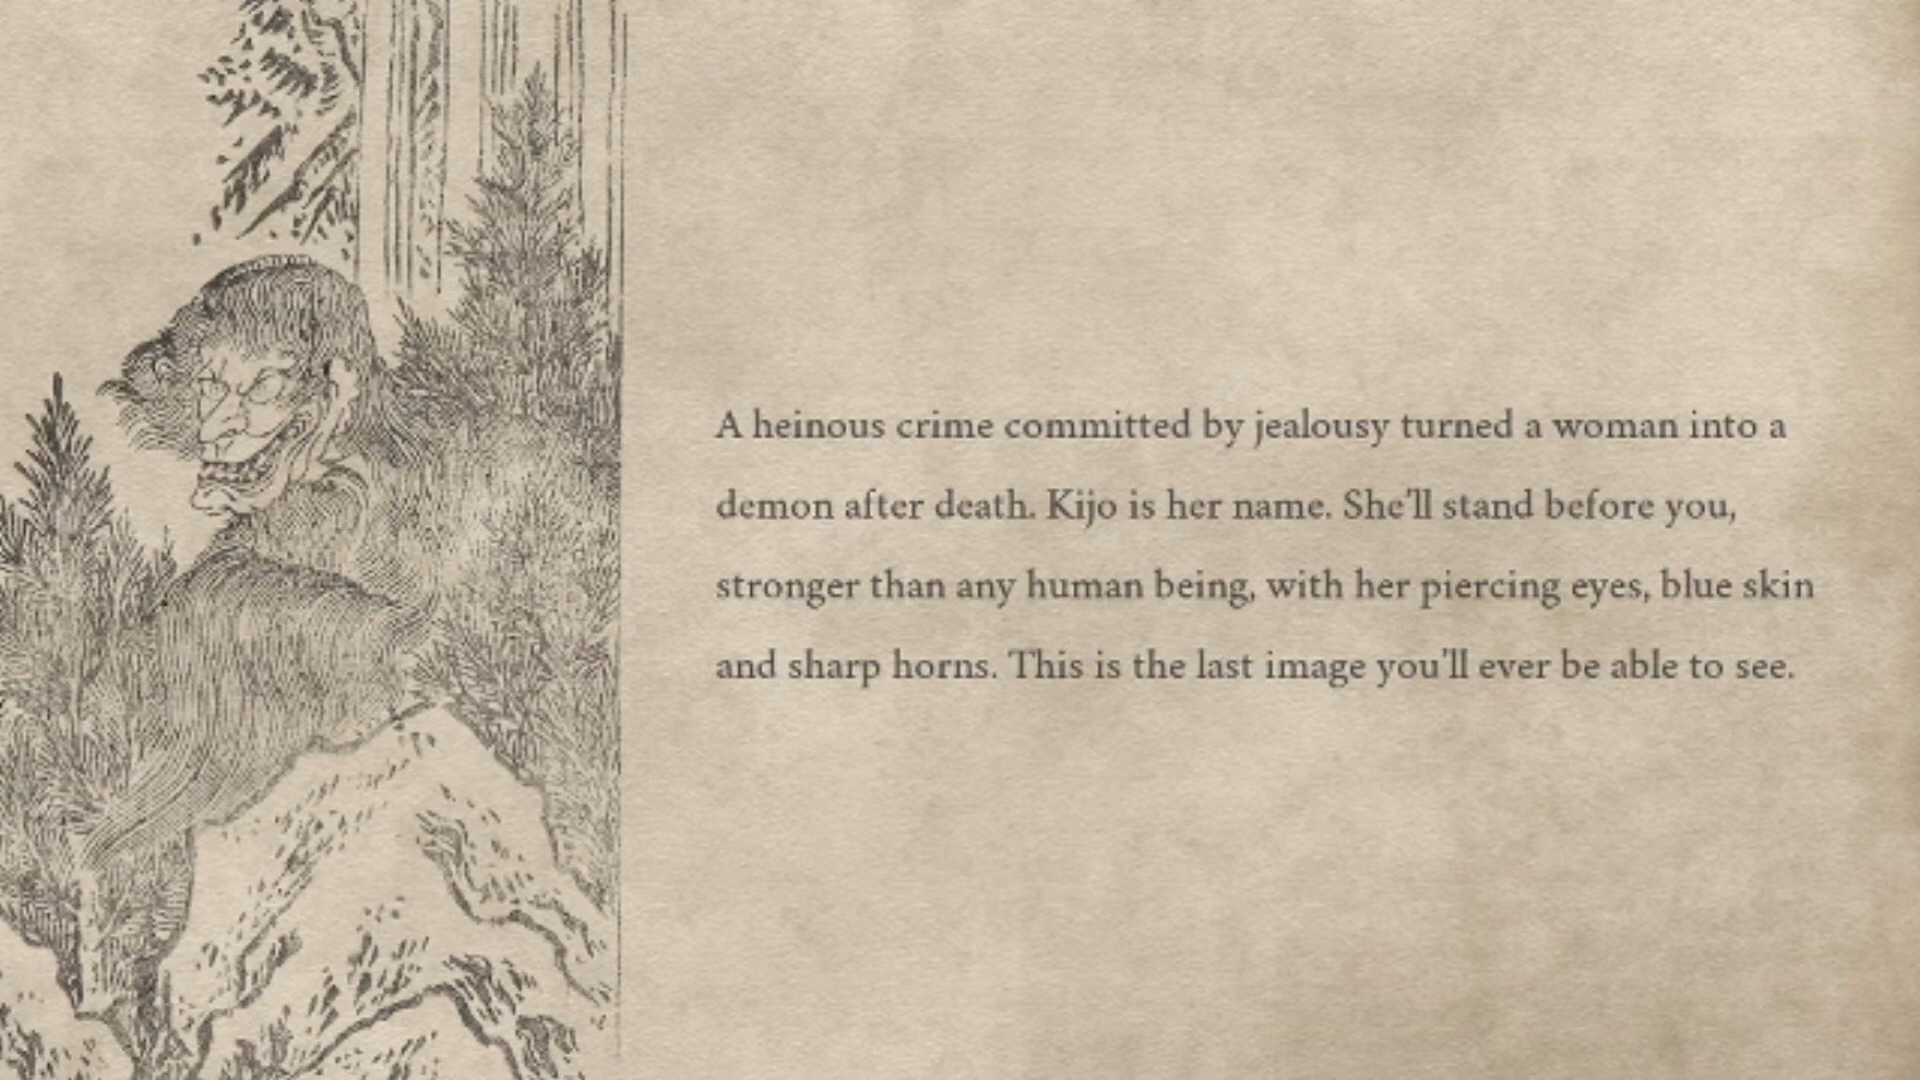 A heinous crime committed by jealousy turned a woman into a
demon after death. Kijo is her name. She'll stand before you,
stronger than any human being, with her piercing eyes, blue skin
and sharp horns. This is the last image you'll ever be able to see.